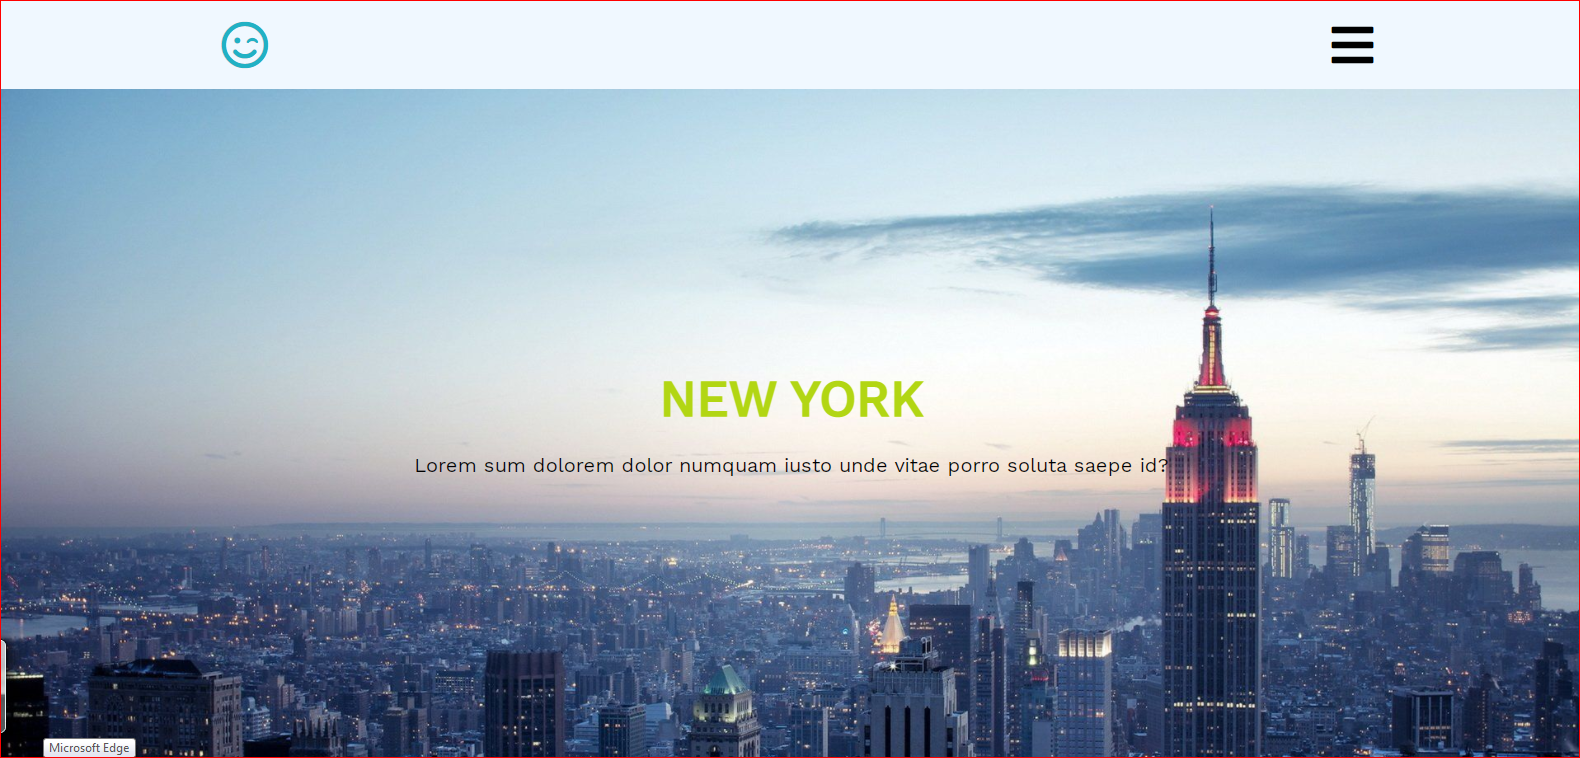 NEW YORK
Lorem sum dolorem dolor numquam iusto unde vitae porro soluta saepe id?
Microsoft Edge